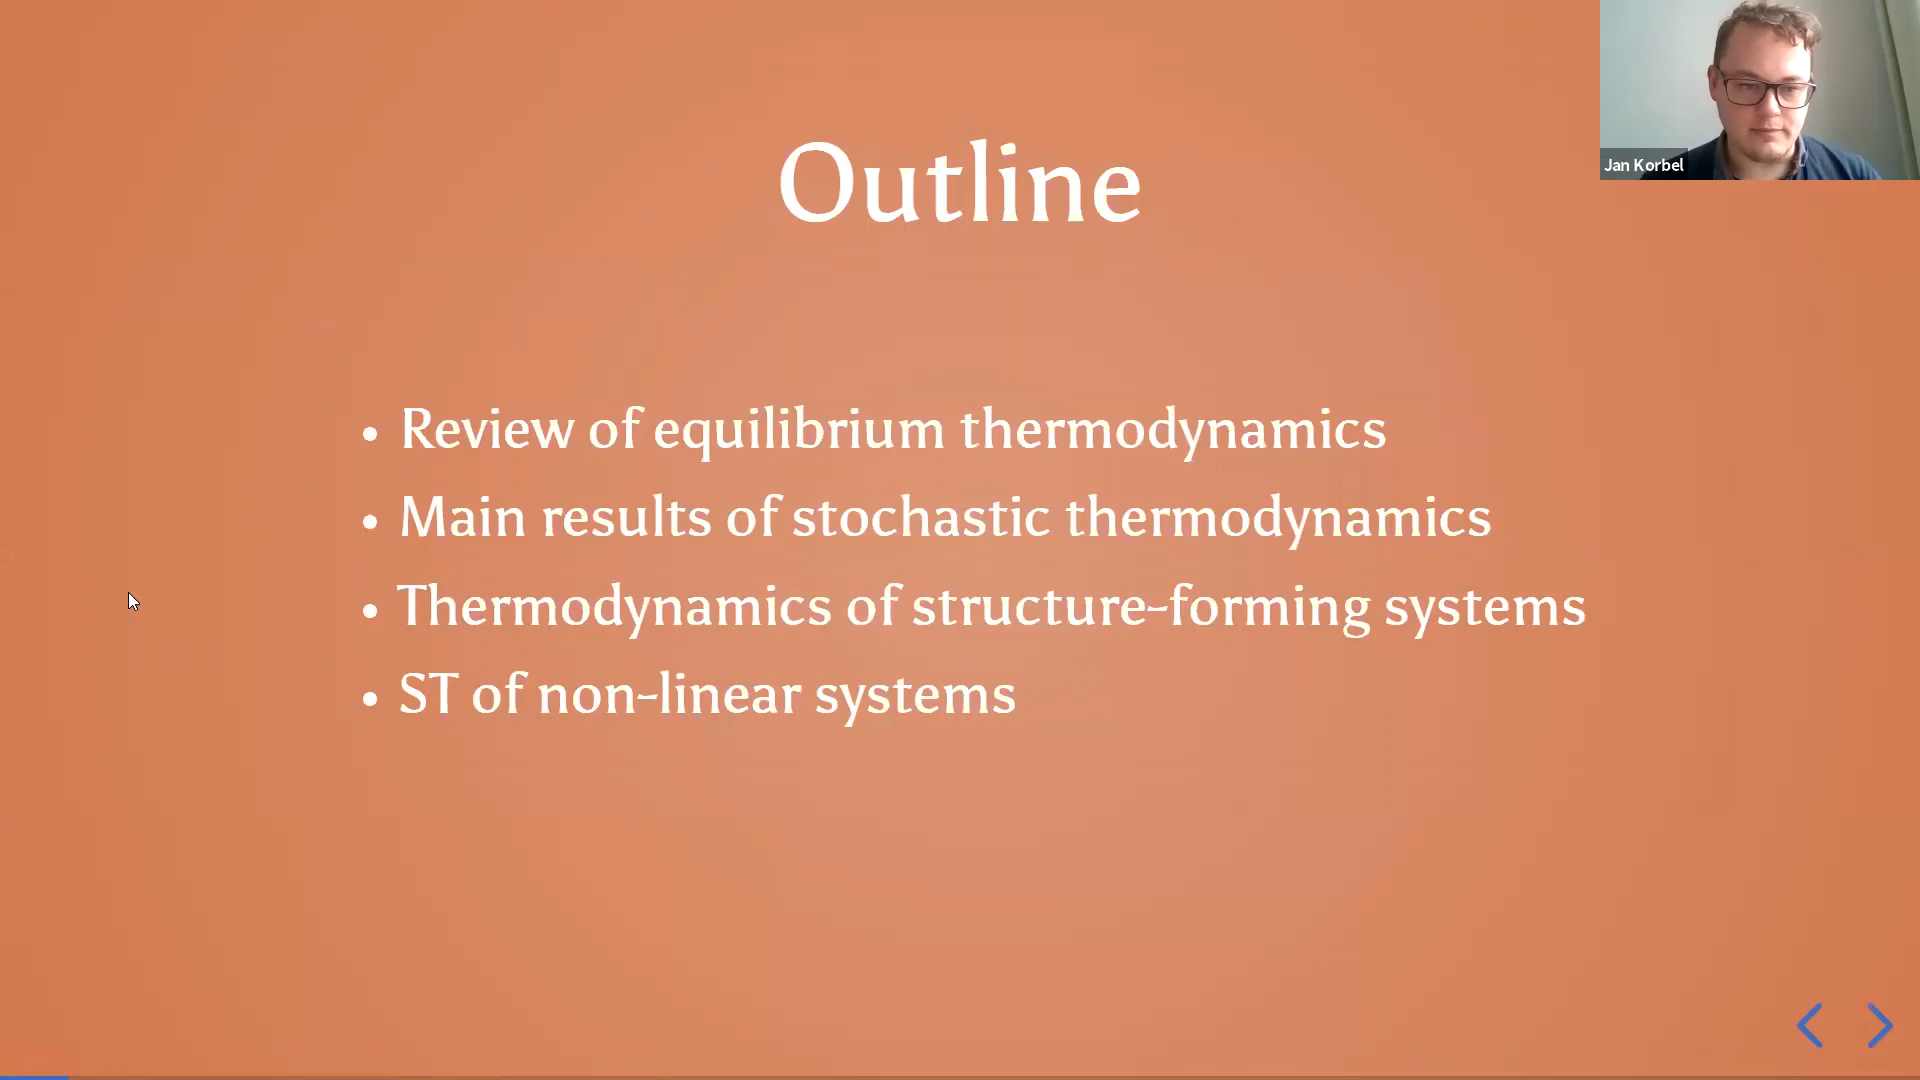 Jan Korbel
Outline
• Review of equilibrium thermodynamics
• Main results of stochastic thermodynamics
• Thermodynamics of structure-forming systems
• ST of non-linear systems